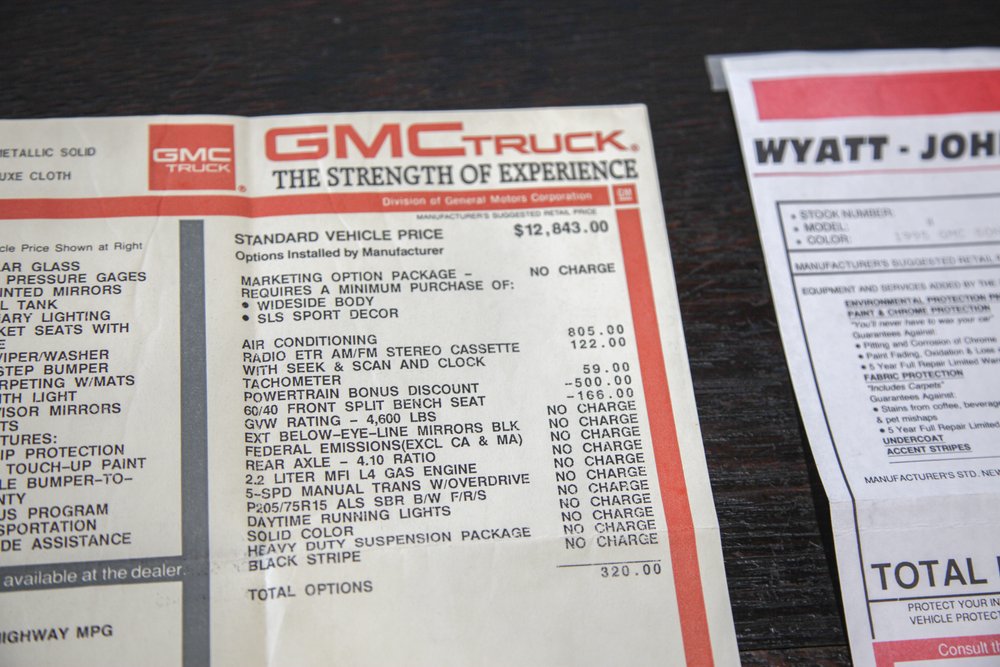 METALLIC SOLID
UXE CLOTH
GMC
TRUCK
GMC TRUCK
THE STRENGTH OF EXPERIENCE
Division of General Motors Corporation
GM
MANUFACTURER'S SUGGESTED RETAIL PRICE
cle Price Shown at Right
AR GLASS
PRESSURE GAGES
INTED MIRRORS
L TANK
EARY LIGHTING
KET SEATS WITH
VIPER/WASHER
STEP BUMPER
RPETING W/MATS
TH LIGHT
VISOR MIRRORS
TS
TURES:
IP PROTECTION
TOUCH-UP PAINT
LE BUMPER-TO-
NTY
US PROGRAM
SPORTATION
DE ASSISTANCE
available at the dealer.
HIGHWAY MPG
STANDARD VEHICLE PRICE $12,843.00
Options Installed by Manufacturer
MARKETING OPTION PACKAGE - NO CHARGE
REQUIRES A MINIMUM PURCHASE OF:
• WIDESIDE BODY
• SLS SPORT DECOR
AIR CONDITIONING 805.00
RADIO ETR AM/FM STEREO CASSETTE 122.00
WITH SEEK & SCAN AND CLOCK
TACHOMETER 59.00
POWERTRAIN BONUS DISCOUNT -500.00
60/40 FRONT SPLIT BENCH SEAT -166.00
GVW RATING - 4,600 LBS NO CHARGE
EXT BELOW-EYE-LINE MIRRORS BLK NO CHARGE
FEDERAL EMISSIONS(EXCL CA & MA) NO CHARGE
REAR AXLE - 4.10 RATIO NO CHARGE
2.2 LITER MFI L4 GAS ENGINE NO CHARGE
5-SPD MANUAL TRANS W/OVERDRIVE NO CHARGE
P205/75R15 ALS SBR B/W F/R/S NO CHARGE
DAYTIME RUNNING LIGHTS NO CHARGE
SOLID COLOR NO CHARGE
HEAVY DUTY SUSPENSION PACKAGE NO CHARGE
BLACK STRIPE NO CHARGE
TOTAL OPTIONS 320.00
WYATT - JOH
• STOCK NUMBER
• MODEL:
• COLOR: 1995 GMC SON
MANUFACTURER'S SUGGESTED RETAIL
EQUIPMENT AND SERVICES ADDED BY THE
ENVIRONMENTAL PROTECTION
PAINT & CHROME PROTECTION
"You'll never have to wax your car"
Guarantees Against:
• Pitting and Corrosion of Chrome
• Paint Fading, Oxidation & Loss
• 5 Year Full Repair Limited War
FABRIC PROTECTION
"Includes Carpets"
Guarantees Against:
• Stains from coffee, beverag
& pet mishaps
• 5 Year Full Repair Limited
UNDERCOAT
ACCENT STRIPES
MANUFACTURER'S STD. NEW
TOTAL
PROTECT YOUR IN
VEHICLE PROTECT
Consult th